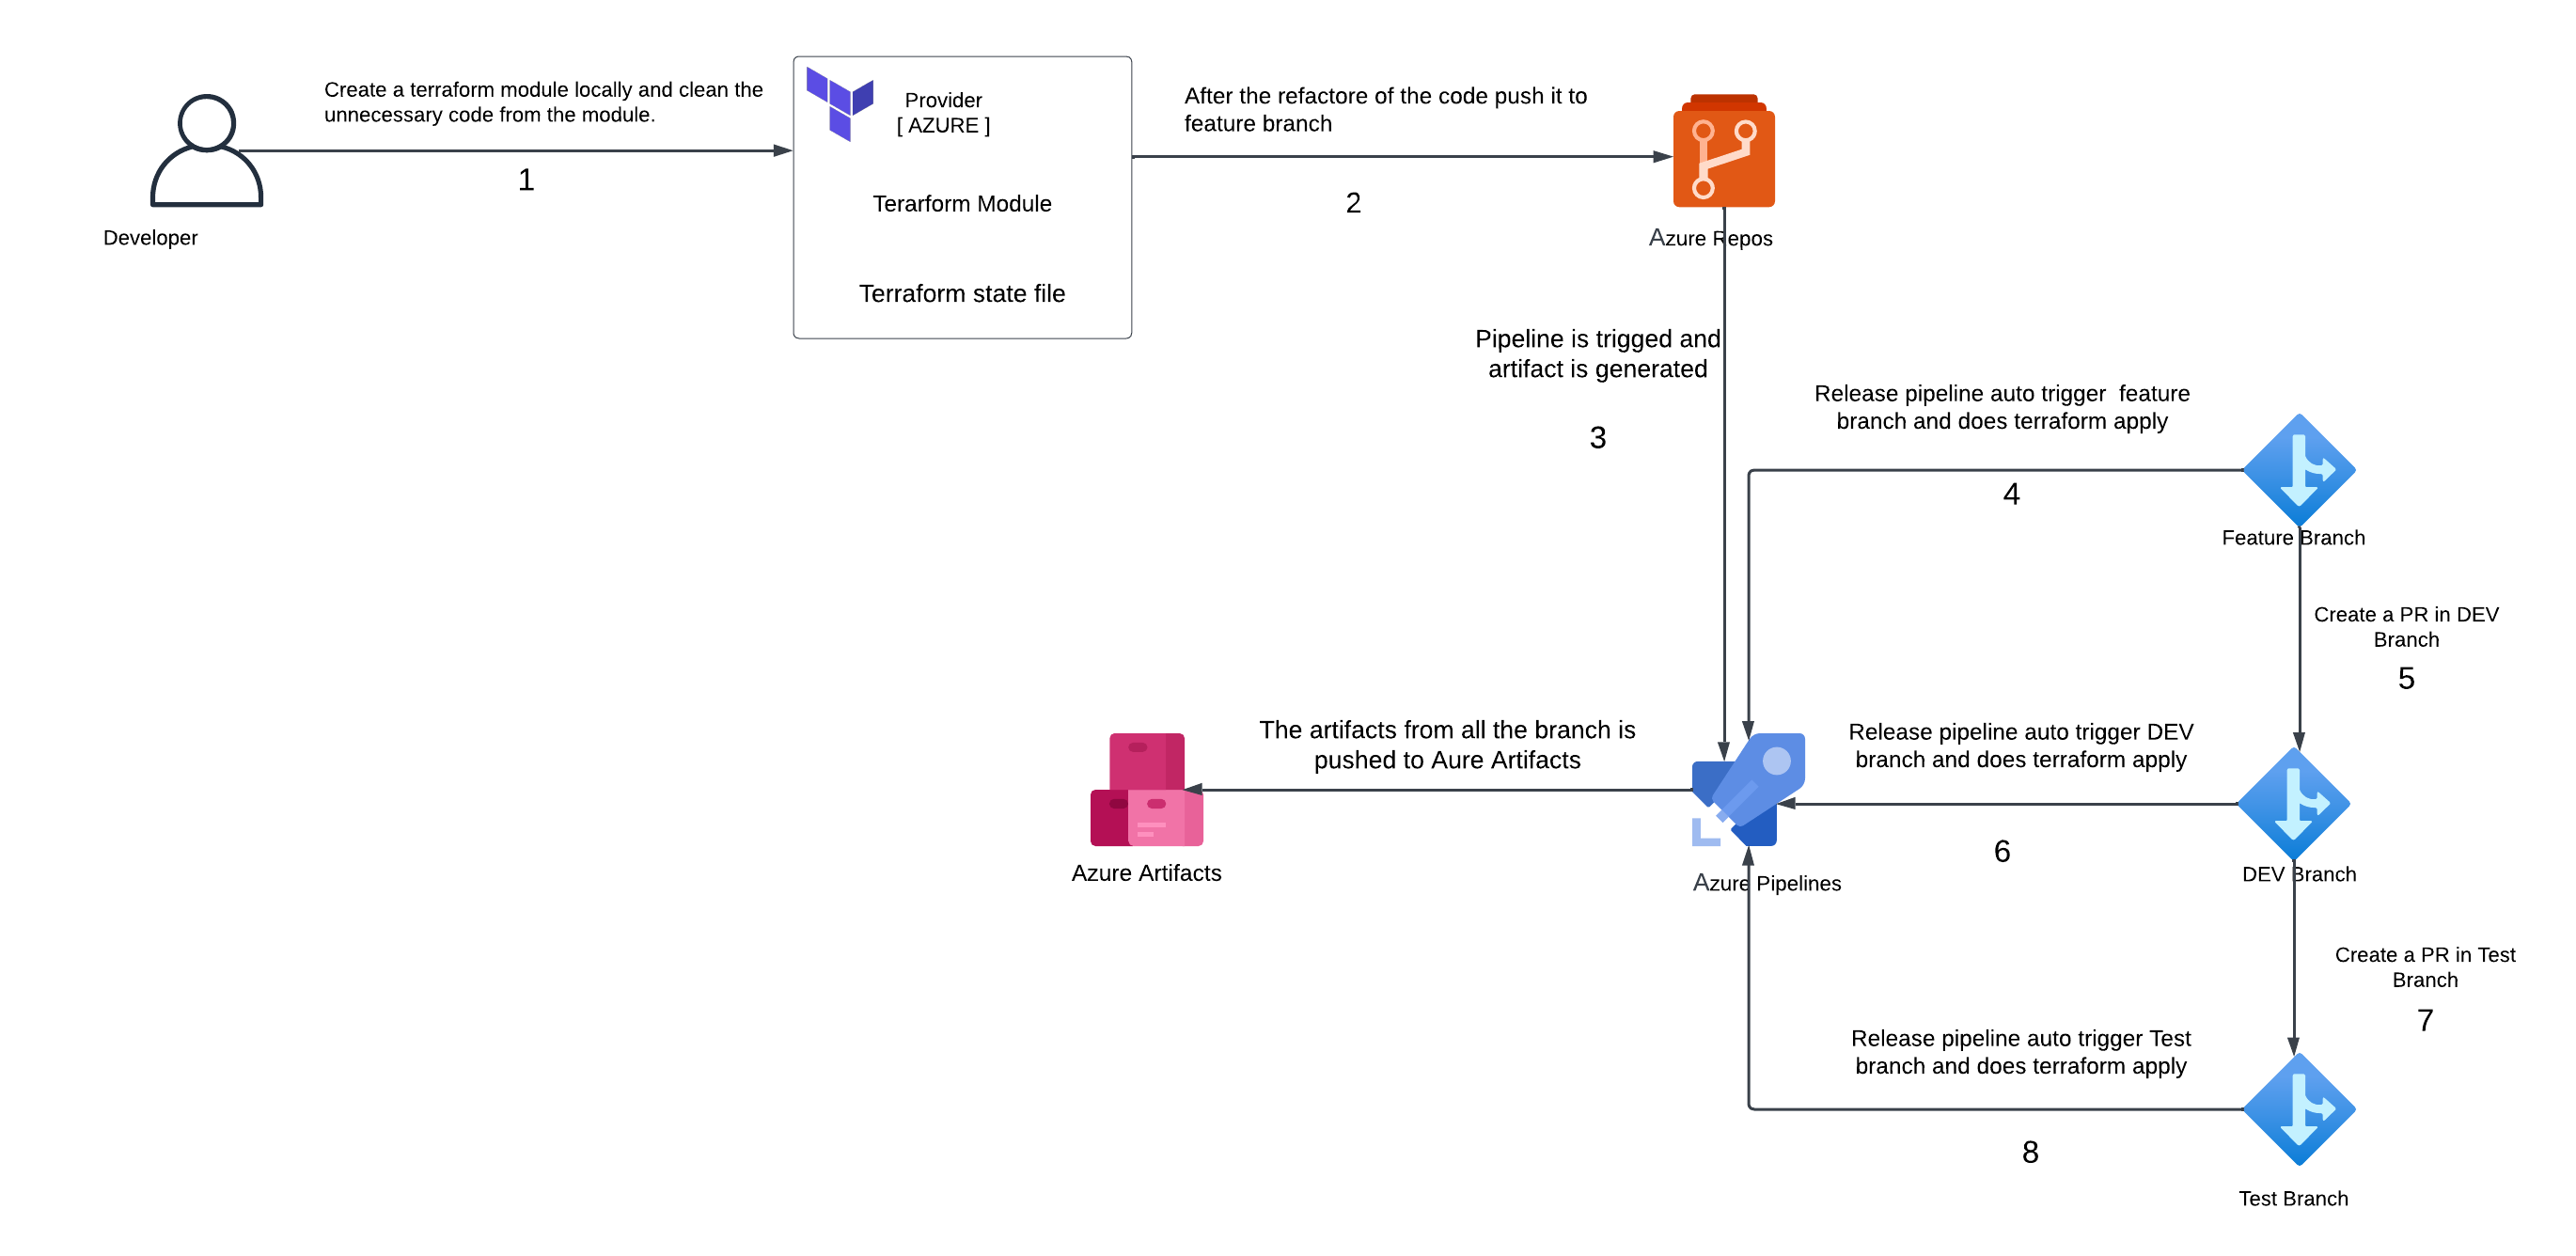 Create a terraform module locally and clean the
unnecessary code from the module.
1
Developer
Provider
[ AZURE ]
Terarform Module
Terraform state file
After the refactore of the code push it to
feature branch
2
Azure Repos
Pipeline is trigged and
artifact is generated
3
Release pipeline auto trigger  feature
branch and does terraform apply
4
Feature Branch
Create a PR in DEV
Branch
5
The artifacts from all the branch is
pushed to Aure Artifacts
Azure Artifacts
Azure Pipelines
Release pipeline auto trigger DEV
branch and does terraform apply
6
DEV Branch
Create a PR in Test
Branch
7
Release pipeline auto trigger Test
branch and does terraform apply
8
Test Branch